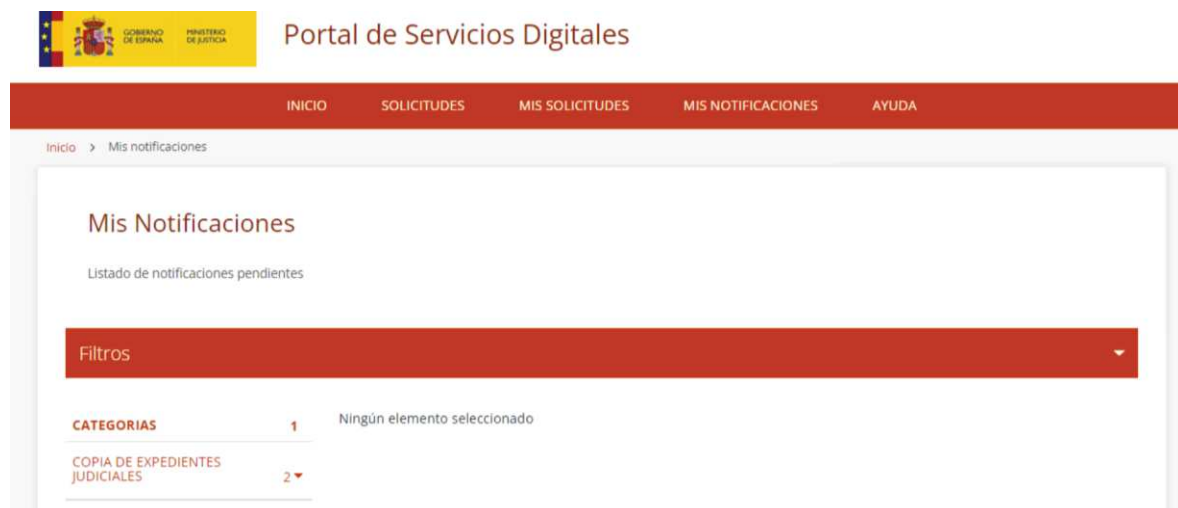 GOBIERNO DE ESPAÑA
MINISTERIO DE JUSTICIA
Portal de Servicios Digitales
INICIO SOLICITUDES MIS SOLICITUDES MIS NOTIFICACIONES AYUDA
Inicio > Mis notificaciones
Mis Notificaciones
Listado de notificaciones pendientes
Filtros
CATEGORIAS 1
Ningún elemento seleccionado
COPIA DE EXPEDIENTES
JUDICIALES 2